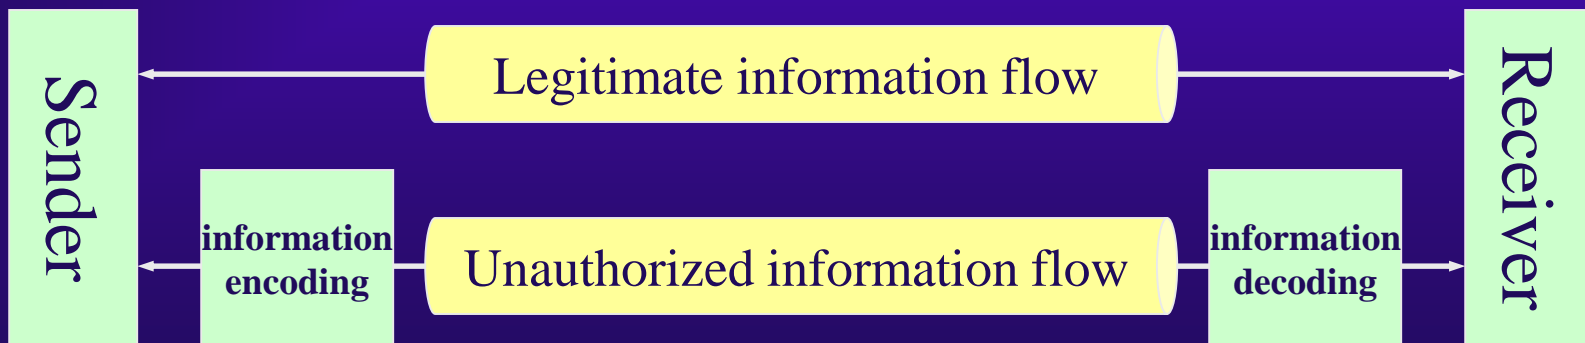 Sender
Legitimate information flow
Receiver
information
encoding
Unauthorized information flow
information
decoding